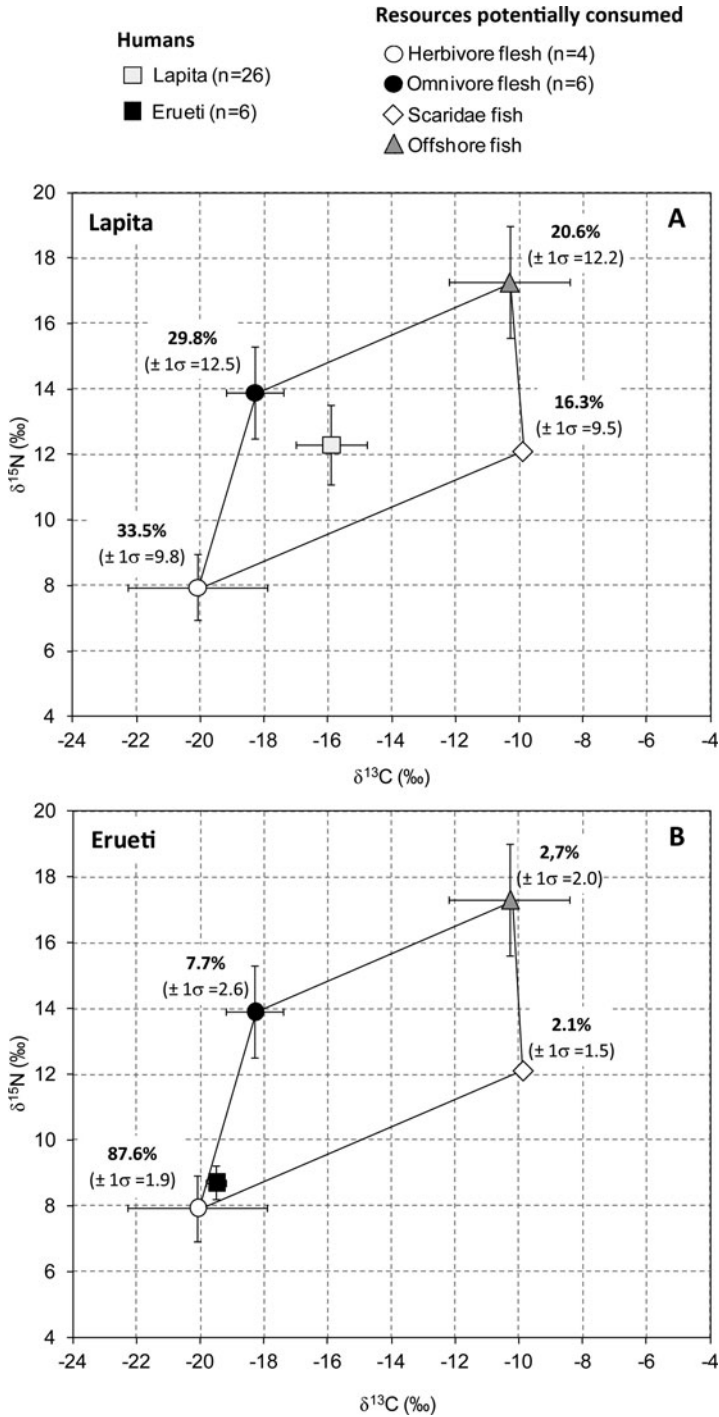 Humans
Lapita (n=26)
Erueti (n=6)
Resources potentially consumed
Herbivore flesh (n=4)
Omnivore flesh (n=6)
Scaridae fish
Offshore fish
Lapita
A
20
18
16
14
12
10
8
6
4
δ¹⁵N (‰)
20.6%
(± 1σ =12.2)
29.8%
(± 1σ =12.5)
16.3%
(± 1σ =9.5)
33.5%
(± 1σ =9.8)
-24 -22 -20 -18 -16 -14 -12 -10 -8 -6 -4
δ¹³C (‰)
Erueti
B
20
18
16
14
12
10
8
6
4
δ¹⁵N (‰)
2,7%
(± 1σ =2.0)
7.7%
(± 1σ =2.6)
2.1%
(± 1σ =1.5)
87.6%
(± 1σ =1.9)
-24 -22 -20 -18 -16 -14 -12 -10 -8 -6 -4
δ¹³C (‰)